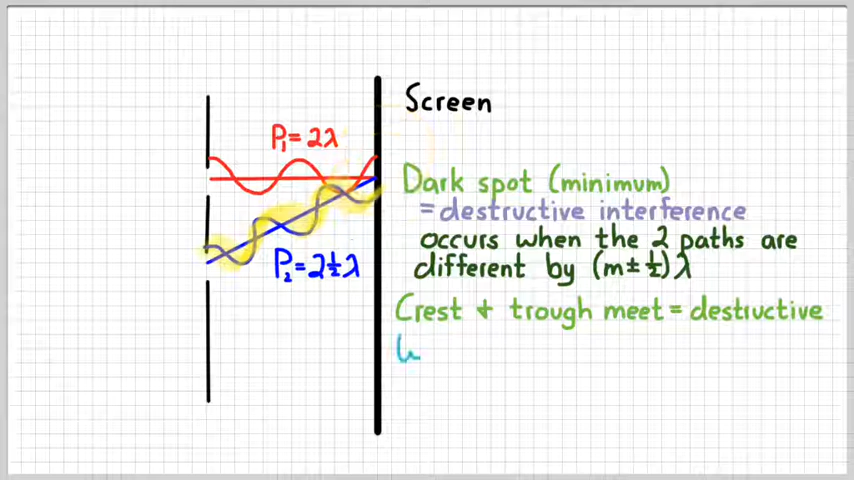 Screen
P₁ = 2λ
Dark spot (minimum)
= destructive interference
occurs when the 2 paths are
different by (m ± ½)λ
P₂ = 2½λ
Crest + trough meet = destructive